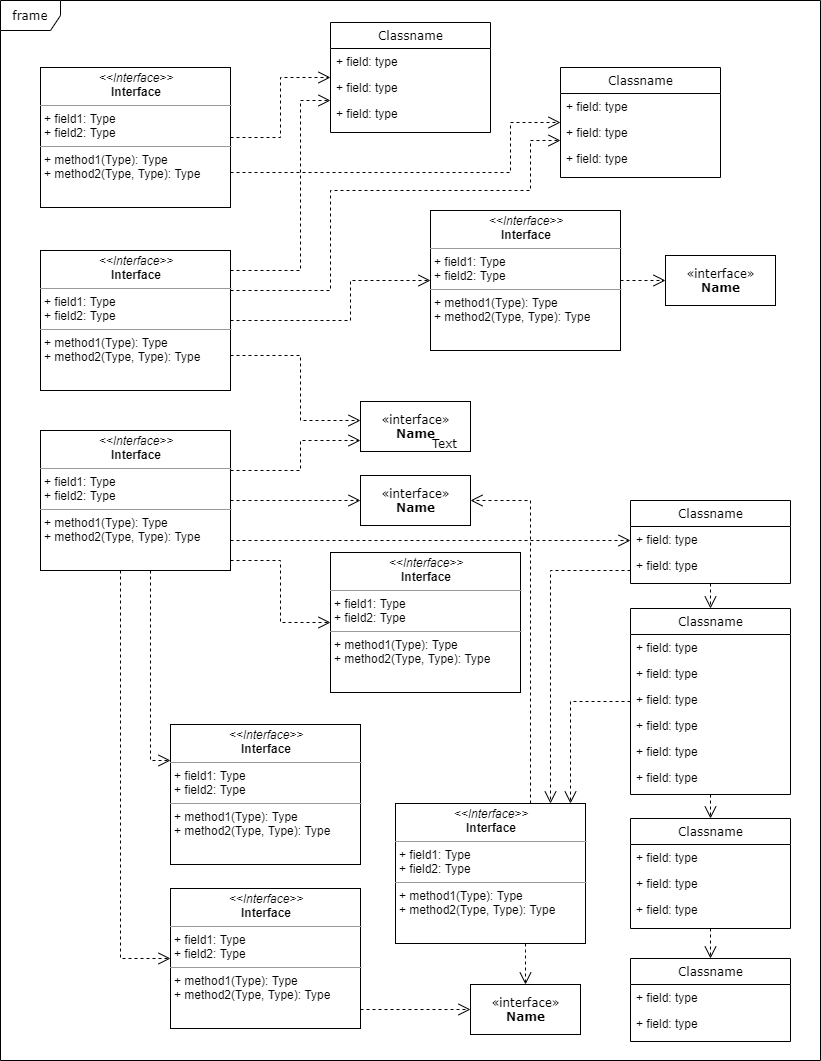 frame
Classname
+ field: type
+ field: type
+ field: type
<<Interface>>
Interface
+ field1: Type
+ field2: Type
+ method1(Type): Type
+ method2(Type, Type): Type
Classname
+ field: type
+ field: type
+ field: type
<<Interface>>
Interface
+ field1: Type
+ field2: Type
+ method1(Type): Type
+ method2(Type, Type): Type
«interface»
Name
<<Interface>>
Interface
+ field1: Type
+ field2: Type
+ method1(Type): Type
+ method2(Type, Type): Type
«interface»
Name
Text
<<Interface>>
Interface
+ field1: Type
+ field2: Type
+ method1(Type): Type
+ method2(Type, Type): Type
«interface»
Name
Classname
+ field: type
+ field: type
<<Interface>>
Interface
+ field1: Type
+ field2: Type
+ method1(Type): Type
+ method2(Type, Type): Type
Classname
+ field: type
+ field: type
+ field: type
+ field: type
+ field: type
+ field: type
<<Interface>>
Interface
+ field1: Type
+ field2: Type
+ method1(Type): Type
+ method2(Type, Type): Type
<<Interface>>
Interface
+ field1: Type
+ field2: Type
+ method1(Type): Type
+ method2(Type, Type): Type
Classname
+ field: type
+ field: type
+ field: type
<<Interface>>
Interface
+ field1: Type
+ field2: Type
+ method1(Type): Type
+ method2(Type, Type): Type
«interface»
Name
Classname
+ field: type
+ field: type